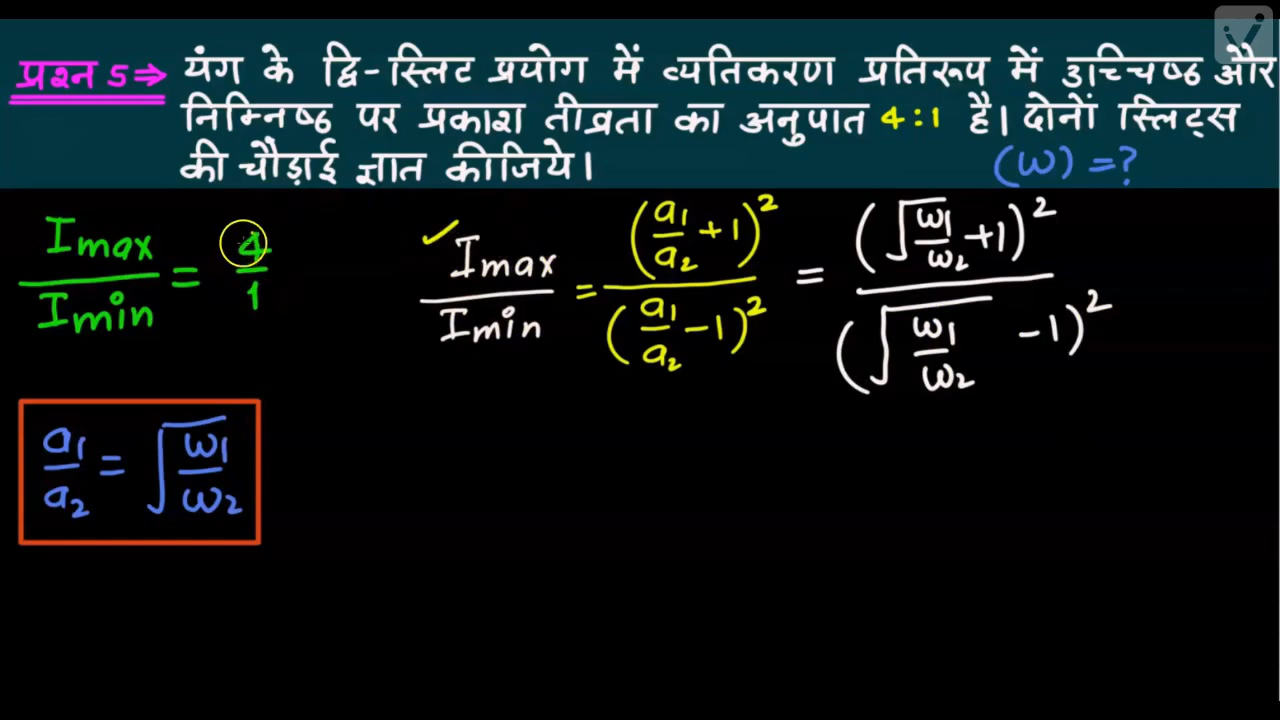 प्रश्न 5⇒ यंग के द्वि-स्लिट प्रयोग में व्यतिकरण प्रतिरूप में उच्चिष्ठ और
निम्निष्ठ पर प्रकाश तीव्रता का अनुपात 4:1 है। दोनों स्लिट्स
की चौड़ाई ज्ञात कीजिये। (ω) =?
Imax/Imin = 4/1
✓ Imax/Imin = (a₁/a₂ + 1)²/(a₁/a₂ - 1)² = (√(ω₁/ω₂) + 1)²/(√(ω₁/ω₂) - 1)²
a₁/a₂ = √(ω₁/ω₂)